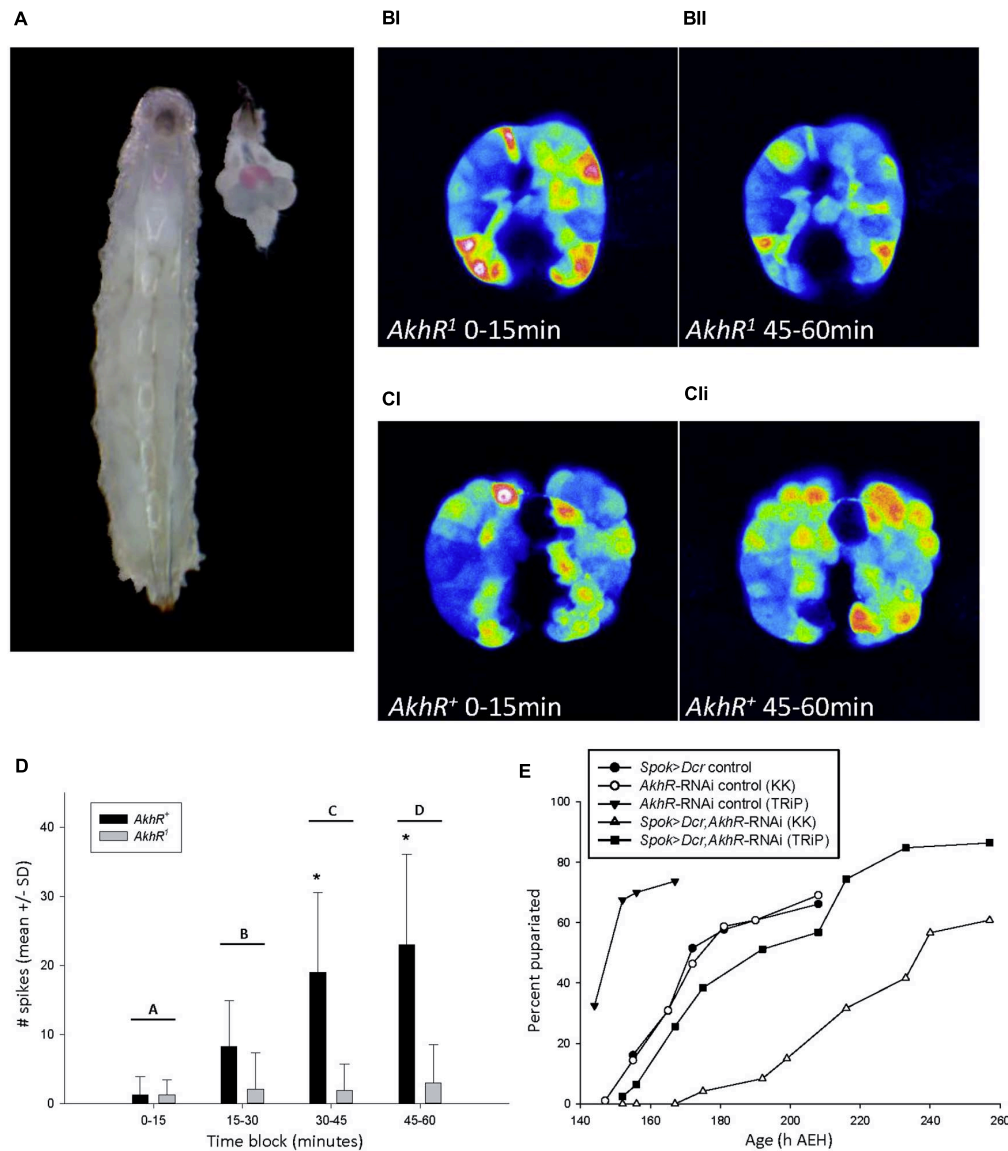 A
BI
BII
AkhR¹ 0-15min
AkhR¹ 45-60min
CI
CIi
AkhR⁺ 0-15min
AkhR⁺ 45-60min
D
AkhR⁺
AkhR¹
A
B
C
D
*
*
# spikes (mean +/- SD)
40
30
20
10
0
0-15
15-30
30-45
45-60
Time block (minutes)
E
Spok>Dcr control
AkhR-RNAi control (KK)
AkhR-RNAi control (TRiP)
Spok>Dcr,AkhR-RNAi (KK)
Spok>Dcr,AkhR-RNAi (TRiP)
Percent pupariated
100
80
60
40
20
0
140
160
180
200
220
240
260
Age (h AEH)